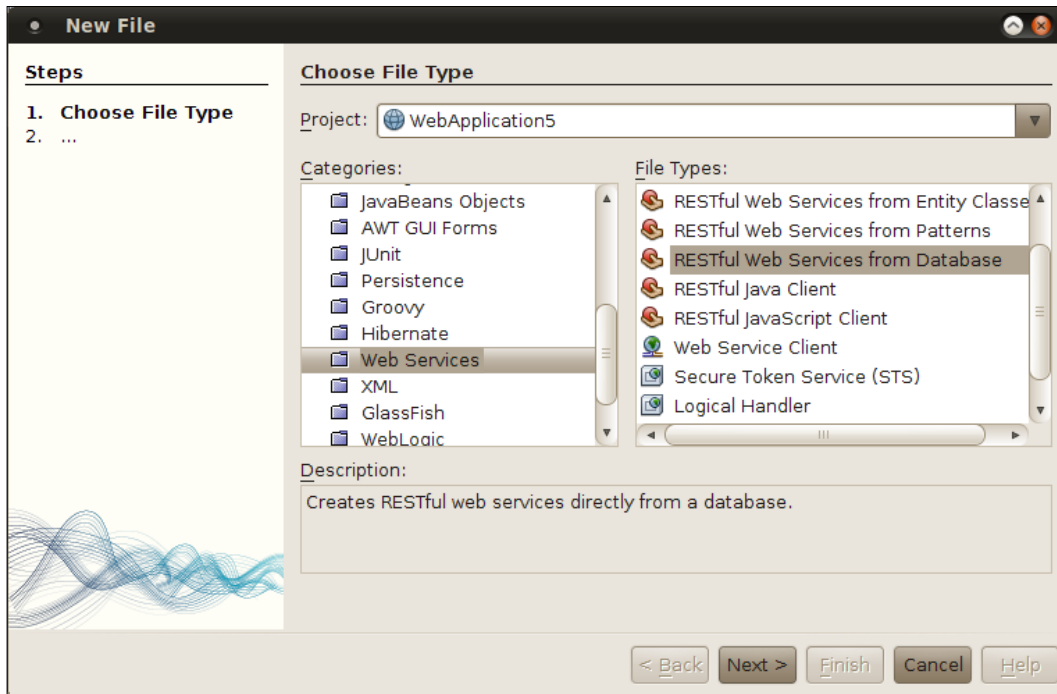 New File
Steps
1. Choose File Type
2. ...
Choose File Type
Project: WebApplication5
Categories:
JavaBeans Objects
AWT GUI Forms
JUnit
Persistence
Groovy
Hibernate
Web Services
XML
GlassFish
WebLogic
File Types:
RESTful Web Services from Entity Classe
RESTful Web Services from Patterns
RESTful Web Services from Database
RESTful Java Client
RESTful JavaScript Client
Web Service Client
Secure Token Service (STS)
Logical Handler
Description:
Creates RESTful web services directly from a database.
< Back Next > Finish Cancel Help